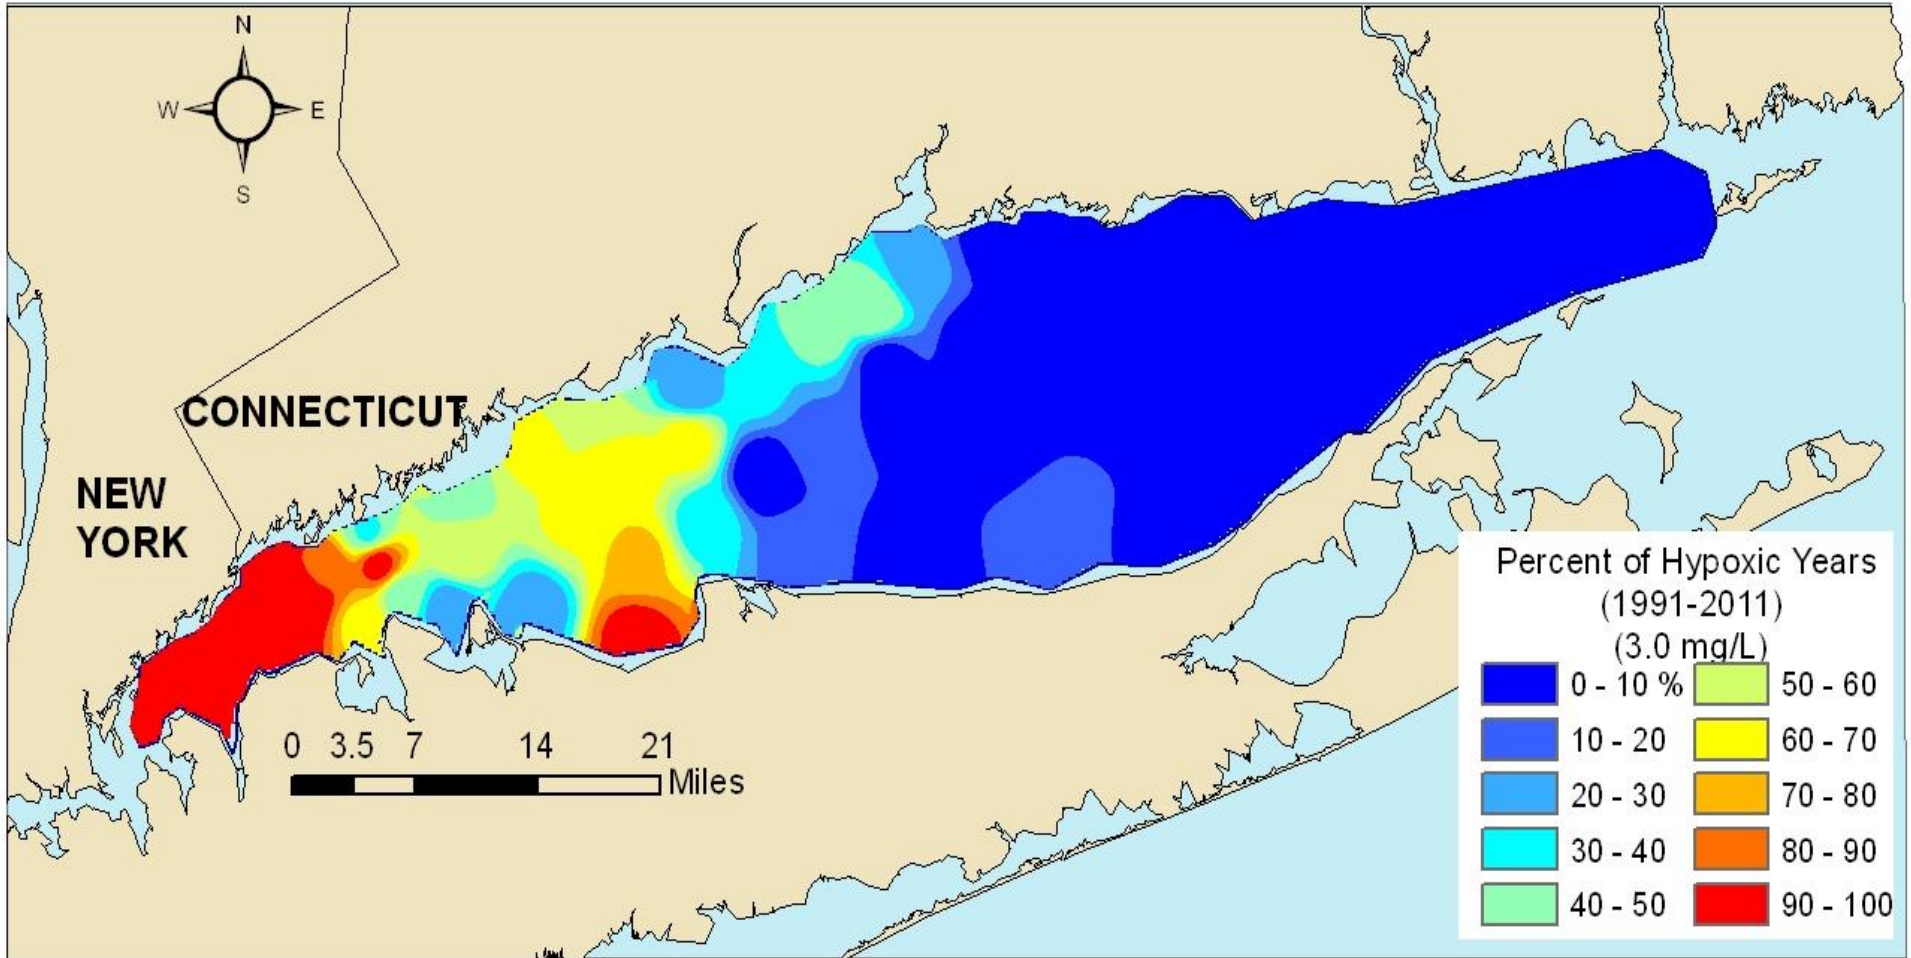 N
W E
S
CONNECTICUT
NEW
YORK
0 3.5 7 14 21
Miles
Percent of Hypoxic Years
(1991-2011)
(3.0 mg/L)
0 - 10 % 50 - 60
10 - 20 60 - 70
20 - 30 70 - 80
30 - 40 80 - 90
40 - 50 90 - 100